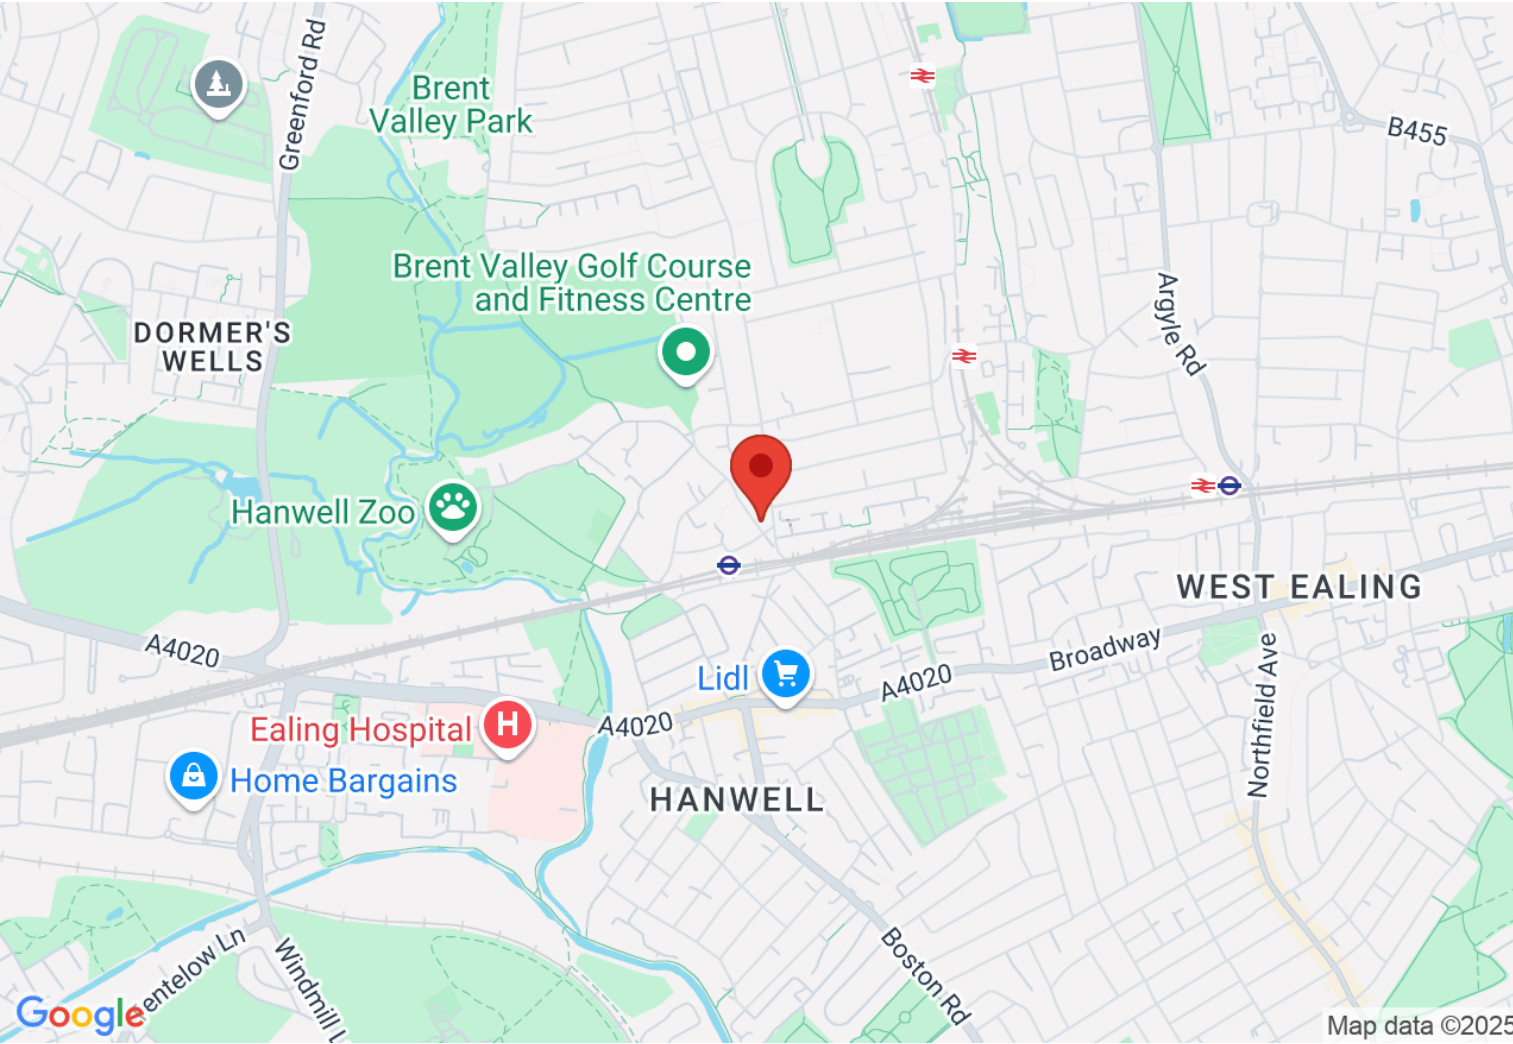 Greenford Rd
Brent
Valley Park
B455
Brent Valley Golf Course
and Fitness Centre
Argyle Rd
DORMER'S
WELLS
Hanwell Zoo
WEST EALING
A4020
Broadway
Lidl
A4020
Northfield Ave
Ealing Hospital
H
A4020
Home Bargains
HANWELL
Boston Rd
entelow Ln
Windmill L
Google
Map data ©2025